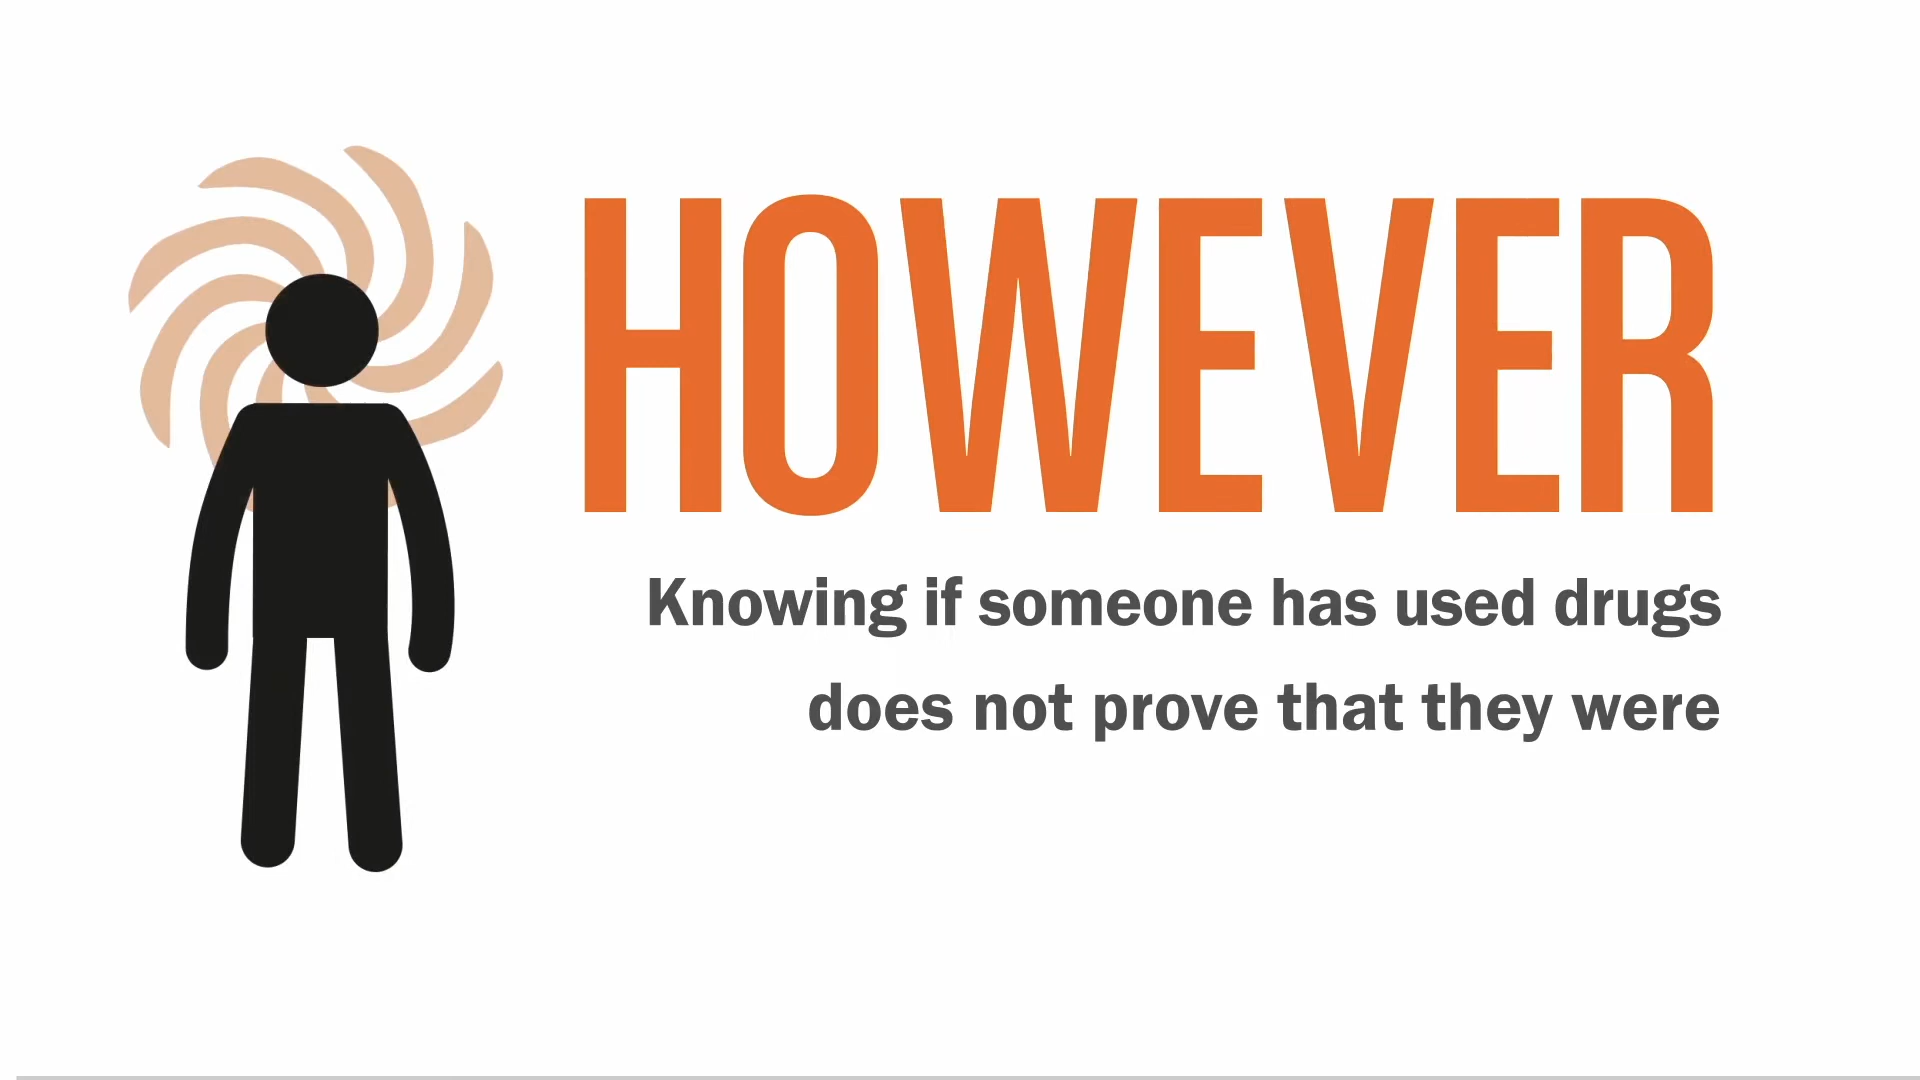 HOWEVER
Knowing if someone has used drugs
does not prove that they were